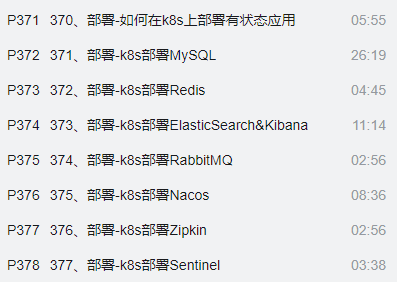 P371 370、部署-如何在k8s上部署有状态应用 05:55
P372 371、部署-k8s部署MySQL 26:19
P373 372、部署-k8s部署Redis 04:45
P374 373、部署-k8s部署ElasticSearch&Kibana 11:14
P375 374、部署-k8s部署RabbitMQ 02:56
P376 375、部署-k8s部署Nacos 08:36
P377 376、部署-k8s部署Zipkin 02:56
P378 377、部署-k8s部署Sentinel 03:38